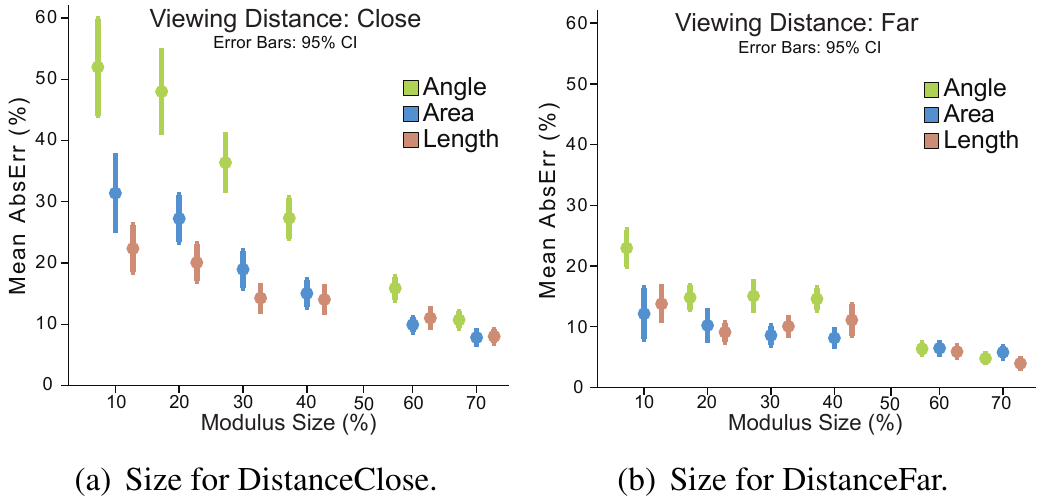 Viewing Distance: Close
Error Bars: 95% CI
Angle
Area
Length
Mean AbsErr (%)
60
50
40
30
20
10
0
10 20 30 40 50 60 70
Modulus Size (%)
(a) Size for DistanceClose.
Viewing Distance: Far
Error Bars: 95% CI
Angle
Area
Length
Mean AbsErr (%)
60
50
40
30
20
10
0
10 20 30 40 50 60 70
Modulus Size (%)
(b) Size for DistanceFar.